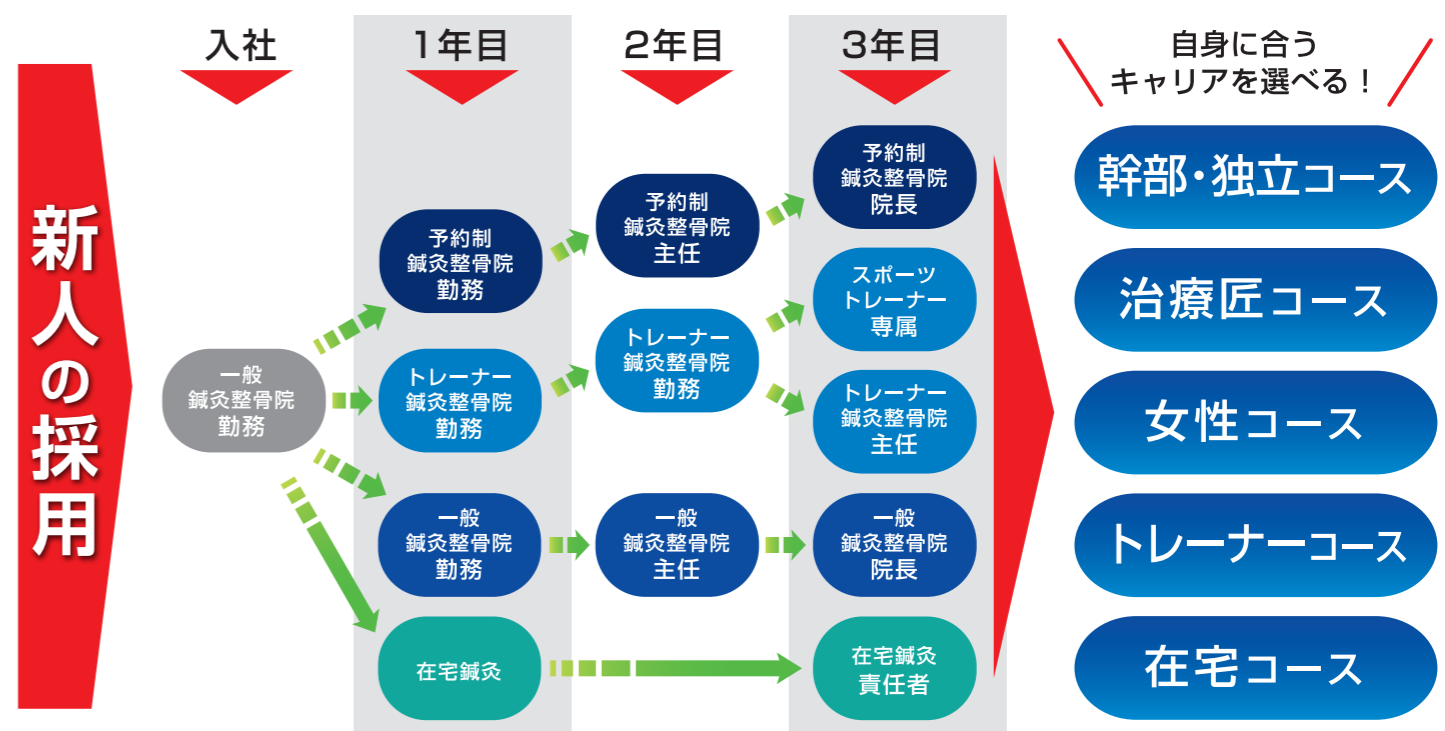 新人の採用
入社
1年目
2年目
3年目
自身に合う
キャリアを選べる！
一般
鍼灸整骨院
勤務
予約制
鍼灸整骨院
勤務
トレーナー
鍼灸整骨院
勤務
一般
鍼灸整骨院
勤務
在宅鍼灸
予約制
鍼灸整骨院
主任
トレーナー
鍼灸整骨院
勤務
一般
鍼灸整骨院
主任
予約制
鍼灸整骨院
院長
スポーツ
トレーナー
専属
トレーナー
鍼灸整骨院
主任
一般
鍼灸整骨院
院長
在宅鍼灸
責任者
幹部・独立コース
治療匠コース
女性コース
トレーナーコース
在宅コース